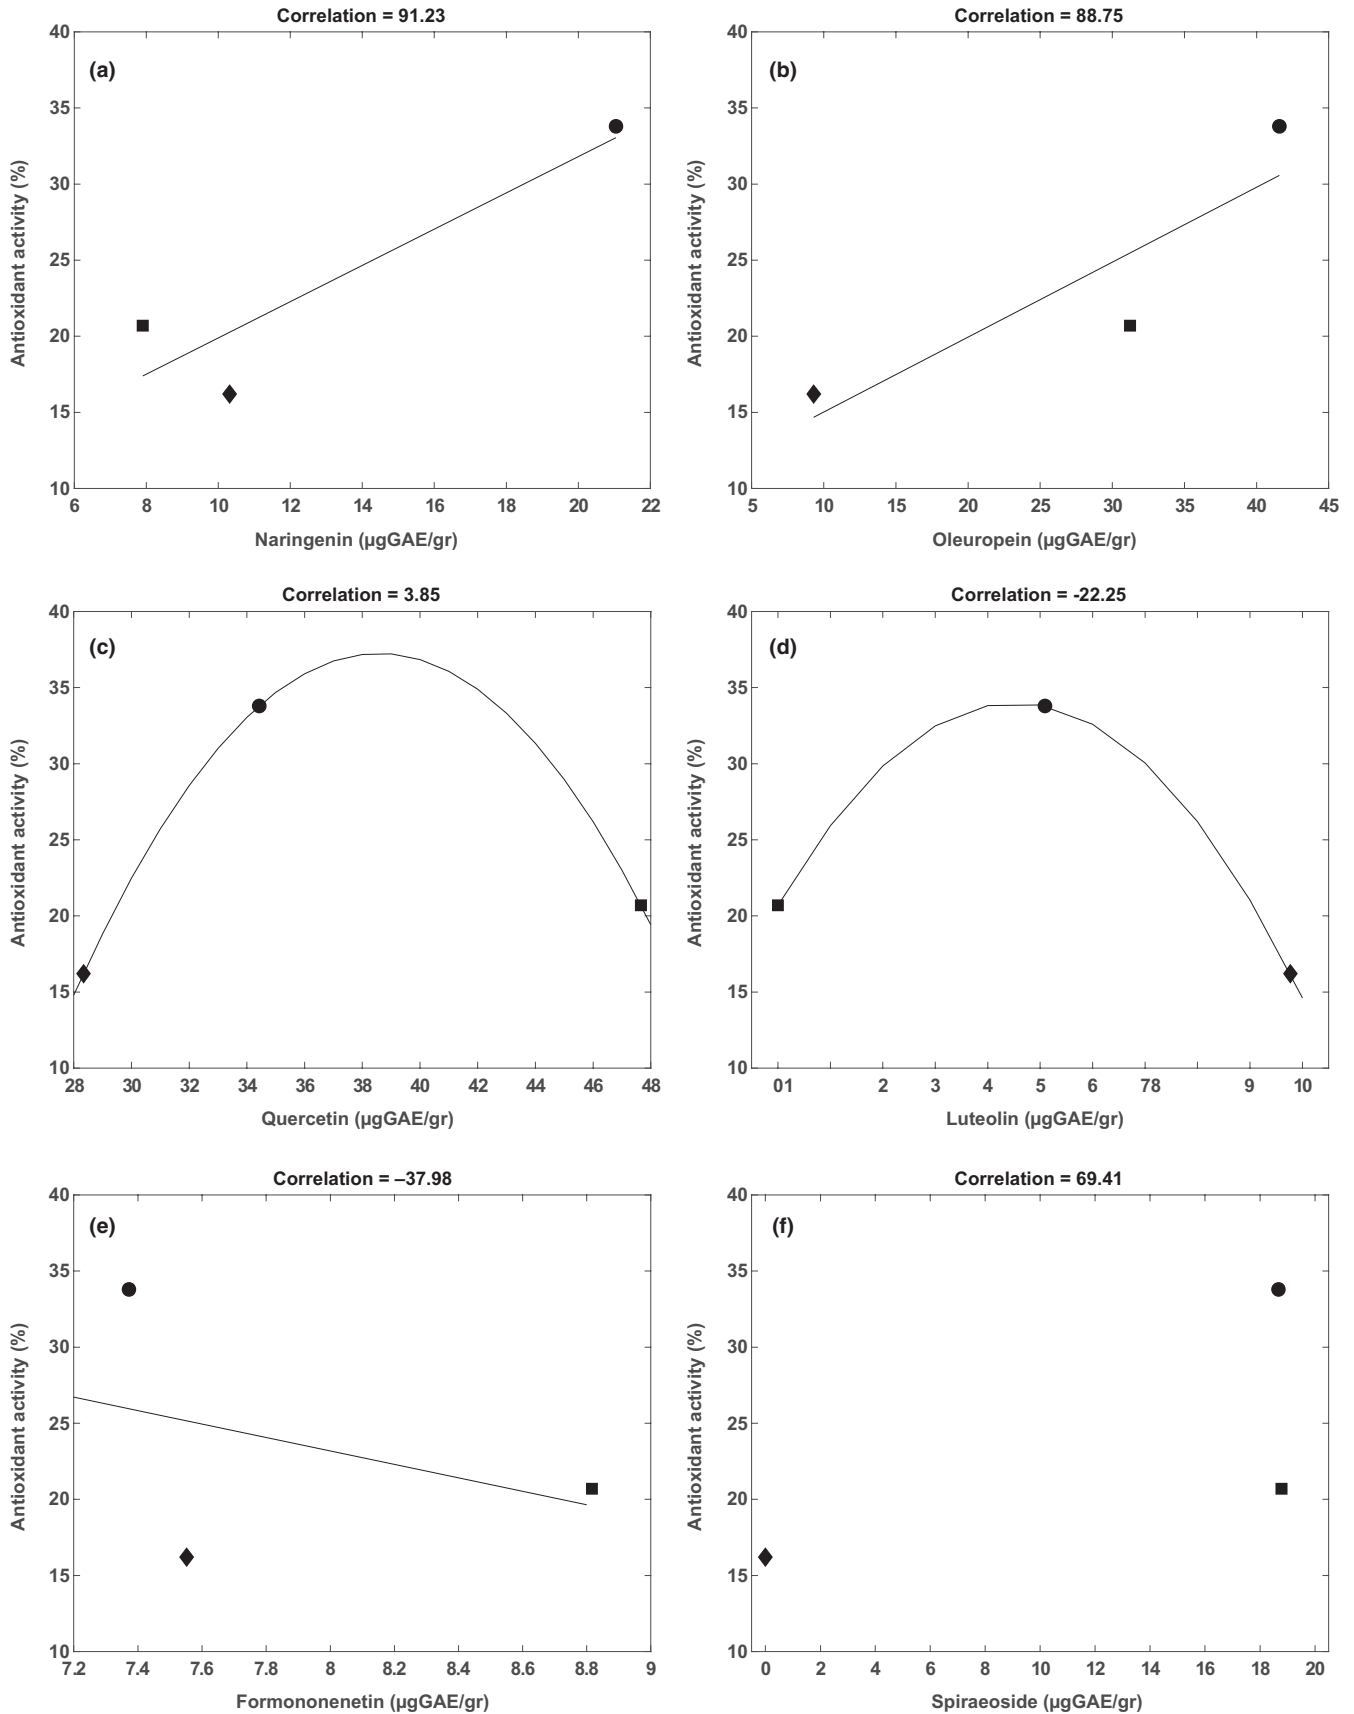 Correlation = 91.23
(a)
40
35
30
25
20
15
10
Antioxidant activity (%)
6 8 10 12 14 16 18 20 22
Naringenin (µgGAE/gr)
Correlation = 88.75
(b)
40
35
30
25
20
15
10
Antioxidant activity (%)
5 10 15 20 25 30 35 40 45
Oleuropein (µgGAE/gr)
Correlation = 3.85
(c)
40
35
30
25
20
15
10
Antioxidant activity (%)
28 30 32 34 36 38 40 42 44 46 48
Quercetin (µgGAE/gr)
Correlation = -22.25
(d)
40
35
30
25
20
15
10
Antioxidant activity (%)
01 2 3 4 5 6 78 9 10
Luteolin (µgGAE/gr)
Correlation = –37.98
(e)
40
35
30
25
20
15
10
Antioxidant activity (%)
7.2 7.4 7.6 7.8 8 8.2 8.4 8.6 8.8 9
Formononenetin (µgGAE/gr)
Correlation = 69.41
(f)
40
35
30
25
20
15
10
Antioxidant activity (%)
0 2 4 6 8 10 12 14 16 18 20
Spiraeoside (µgGAE/gr)